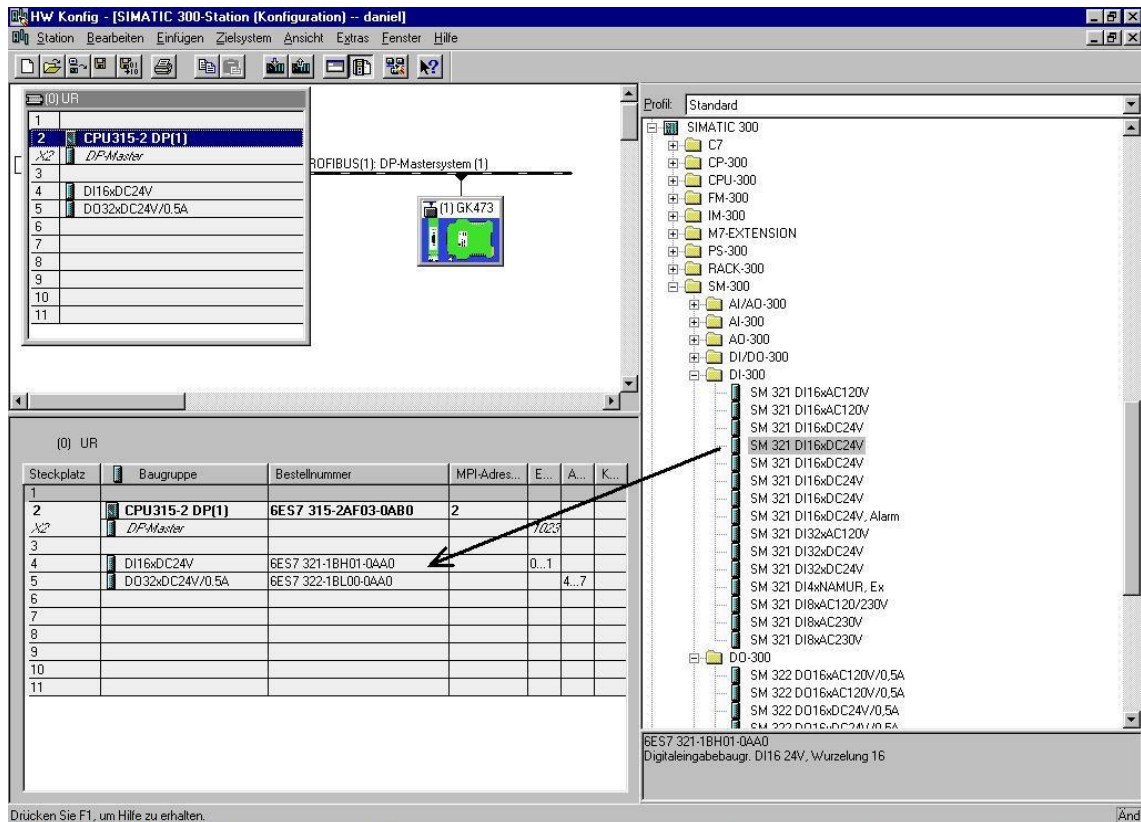 HW Konfig - [SIMATIC 300-Station (Konfiguration) -- daniel]
Station Bearbeiten Einfügen Zielsystem Ansicht Extras Fenster Hilfe
(0) UR
1
2 CPU315-2 DP(1)
X2 DP-Master
3
4 DI16xDC24V
5 DO32xDC24V/0.5A
6
7
8
9
10
11
ROFIBUS(1): DP-Mastersystem (1)
(1) GK473
(0) UR
Steckplatz Baugruppe Bestellnummer MPI-Adres... E... A... K...
1
2 CPU315-2 DP(1) 6ES7 315-2AF03-0AB0 2
X2 DP-Master 1023
3
4 DI16xDC24V 6ES7 321-1BH01-0AA0 0...1
5 DO32xDC24V/0.5A 6ES7 322-1BL00-0AA0 4...7
6
7
8
9
10
11
Profil: Standard
SIMATIC 300
C7
CP-300
CPU-300
FM-300
IM-300
M7-EXTENSION
PS-300
RACK-300
SM-300
AI/AO-300
AI-300
AO-300
DI/DO-300
DI-300
SM 321 DI16xAC120V
SM 321 DI16xAC120V
SM 321 DI16xDC24V
SM 321 DI16xDC24V
SM 321 DI16xDC24V
SM 321 DI16xDC24V
SM 321 DI16xDC24V
SM 321 DI16xDC24V, Alarm
SM 321 DI32xAC120V
SM 321 DI32xDC24V
SM 321 DI32xDC24V
SM 321 DI4xNAMUR, Ex
SM 321 DI8xAC120/230V
SM 321 DI8xAC230V
SM 321 DI8xAC230V
DO-300
SM 322 DO16xAC120V/0,5A
SM 322 DO16xAC120V/0,5A
SM 322 DO16xDC24V/0,5A
SM 322 DO16xDC24V/0,5A
6ES7 321-1BH01-0AA0
Digitaleingabebaugr. DI16 24V, Wurzelung 16
Drücken Sie F1, um Hilfe zu erhalten.
Änd